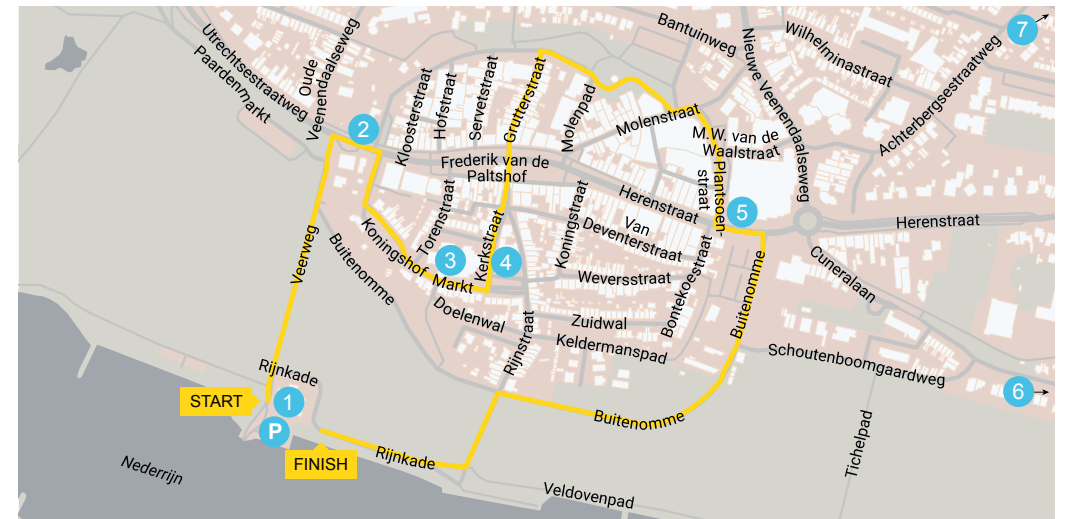 Bantuinweg
Wilhelminastraat
7
Utrechtsestraatweg
Oude
Veenendaalseweg
Nieuwe Veenendaalseweg
Achterbergsestraatweg
Paardenmarkt
Kloosterstraat
Hofstraat
Servetstraat
Grutterstraat
Molenpad
Molenstraat
2
M.W. van de
Waalstraat
Frederik van de
Paltshof
Plantsoen-
straat
Herenstraat
5
Herenstraat
Torenstraat
Kerkstraat
Koningstraat
Van
Deventerstraat
Veerweg
Buitenomme
Koningshof
3
4
Markt
Weversstraat
Bontekoestraat
Buitenomme
Cuneralaan
Doelenwal
Rijnstraat
Zuidwal
Keldermanspad
Schoutenboomgaardweg
Rijnkade
START
1
6
P
Buitenomme
FINISH
Rijnkade
Tichelpad
Nederrijn
Veldovenpad